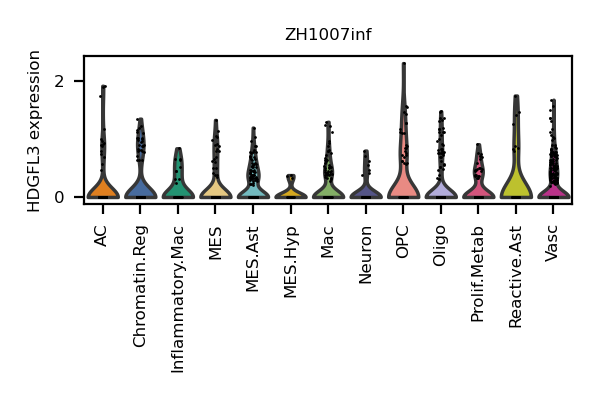 ZH1007inf
HDGFL3 expression
2
0
AC
Chromatin.Reg
Inflammatory.Mac
MES
MES.Ast
MES.Hyp
Mac
Neuron
OPC
Oligo
Prolif.Metab
Reactive.Ast
Vasc